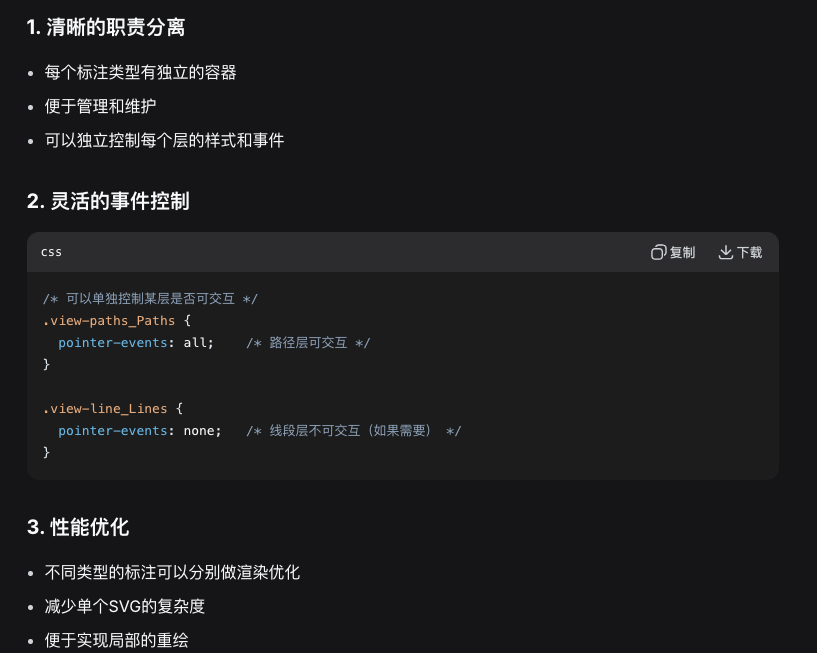 1. 清晰的职责分离
• 每个标注类型有独立的容器
• 便于管理和维护
• 可以独立控制每个层的样式和事件
2. 灵活的事件控制
css 复制 下载
/* 可以单独控制某层是否可交互 */
.view-paths_Paths {
  pointer-events: all;    /* 路径层可交互 */
}
.view-line_Lines {
  pointer-events: none;   /* 线段层不可交互（如果需要） */
}
3. 性能优化
• 不同类型的标注可以分别做渲染优化
• 减少单个SVG的复杂度
• 便于实现局部的重绘